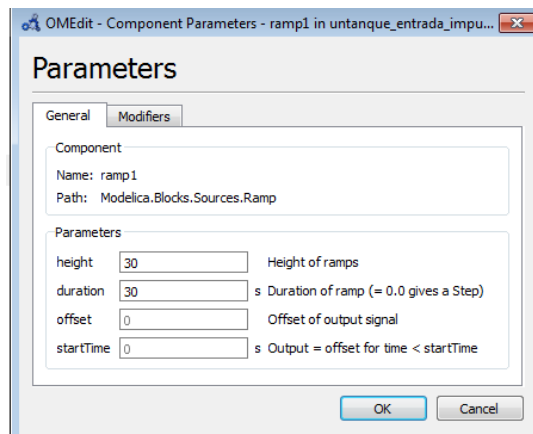 OMEdit - Component Parameters - ramp1 in untanque_entrada_impu...
Parameters
General Modifiers
Component
Name: ramp1
Path: Modelica.Blocks.Sources.Ramp
Parameters
height 30 Height of ramps
duration 30 s Duration of ramp (= 0.0 gives a Step)
offset 0 Offset of output signal
startTime 0 s Output = offset for time < startTime
OK Cancel